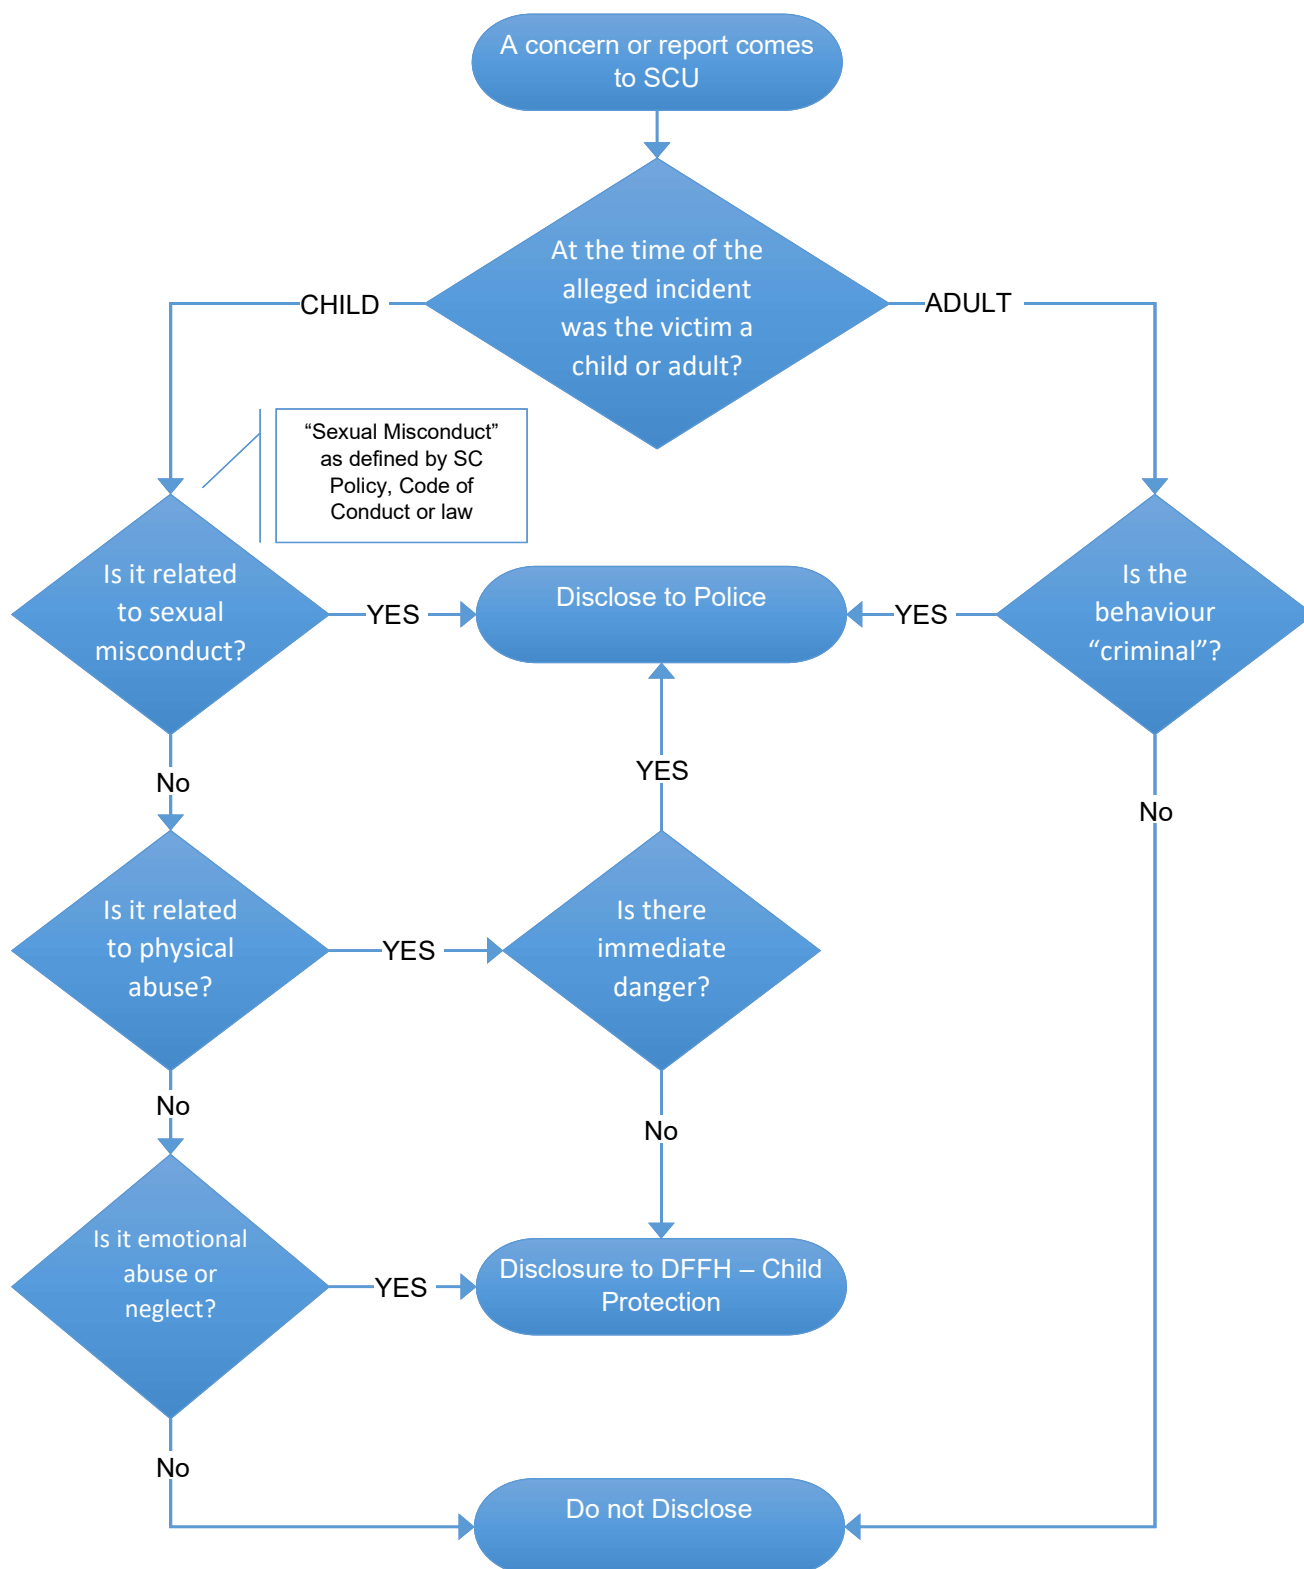 A concern or report comes
to SCU
At the time of the
alleged incident
was the victim a
child or adult?
CHILD
ADULT
“Sexual Misconduct”
as defined by SC
Policy, Code of
Conduct or law
Is it related
to sexual
misconduct?
YES
Disclose to Police
YES
Is the
behaviour
“criminal”?
No
YES
No
Is it related
to physical
abuse?
YES
Is there
immediate
danger?
No
No
Is it emotional
abuse or
neglect?
YES
Disclosure to DFFH – Child
Protection
No
Do not Disclose